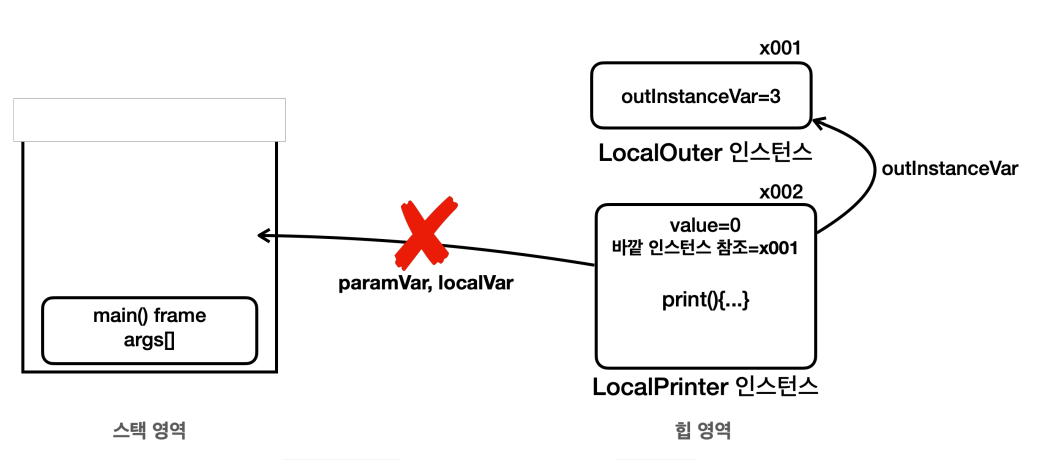 x001
outInstanceVar=3
LocalOuter 인스턴스
outInstanceVar
x002
value=0
바깥 인스턴스 참조=x001
print(){...}
LocalPrinter 인스턴스
paramVar, localVar
main() frame
args[]
스택 영역
힙 영역